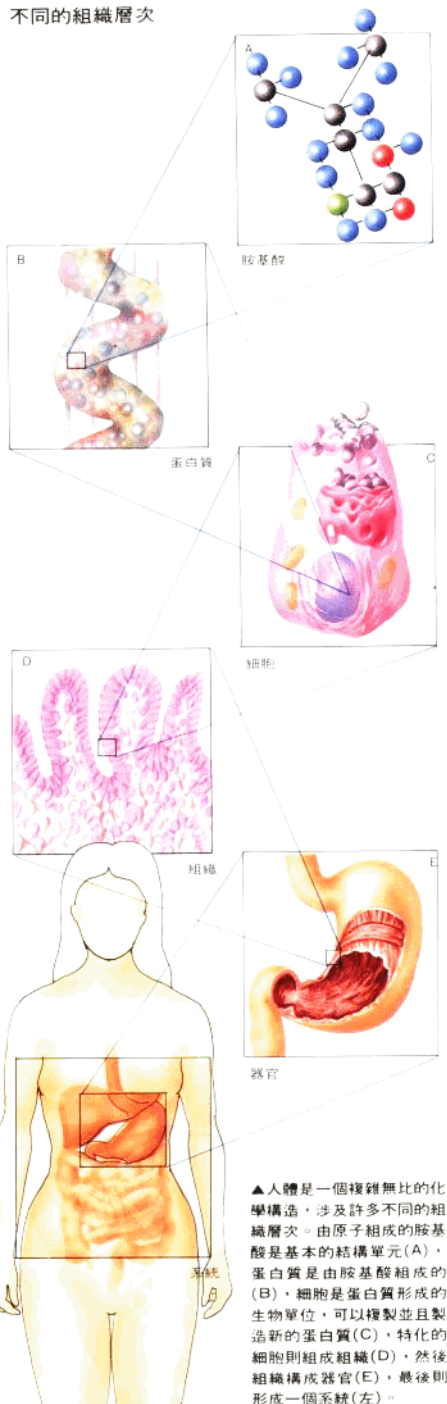 不同的組織層次
A
胺基酸
B
蛋白質
C
細胞
D
組織
E
器官
系統
▲人體是一個複雜無比的化
學構造，涉及許多不同的組
織層次。由原子組成的胺基
酸是基本的結構單元(A)，
蛋白質是由胺基酸組成的
(B)，細胞是蛋白質形成的
生物單位，可以複製並且製
造新的蛋白質(C)，特化的
細胞則組成組織(D)，然後
組織構成器官(E)，最後則
形成一個系統(左)。